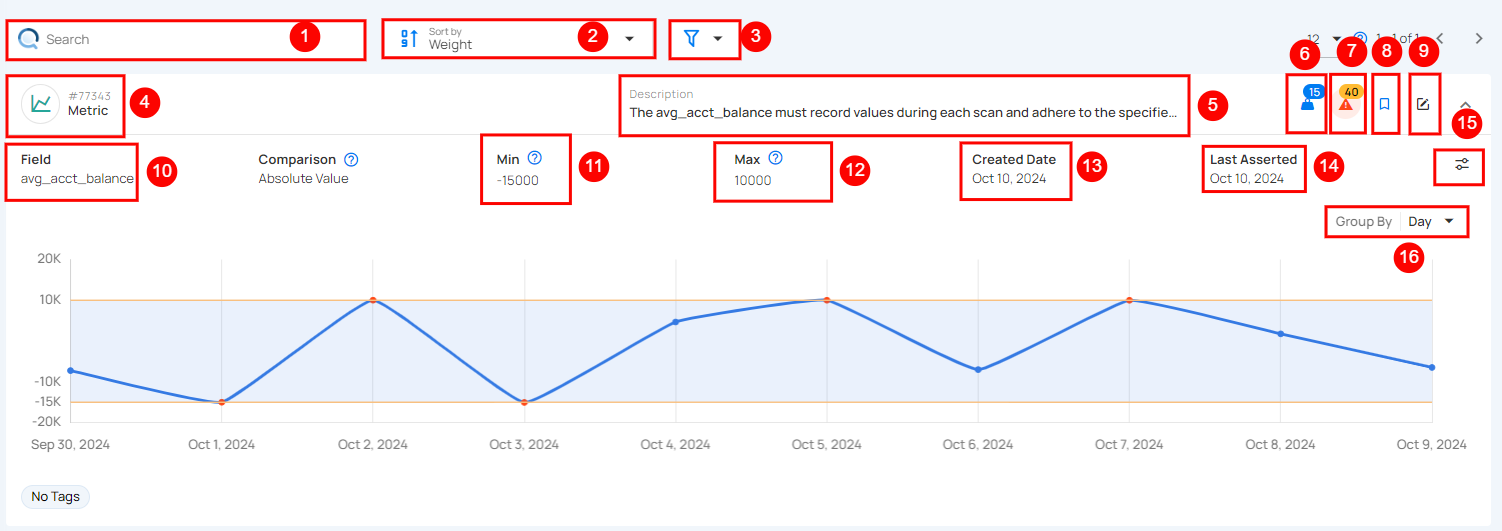 Search
1
Sort by
Weight
2
3
12
1-1 of 1
6
7
8
9
#77343
Metric
4
Description
The avg_acct_balance must record values during each scan and adhere to the specifie...
5
15
40
15
Field
avg_acct_balance
10
Comparison
Absolute Value
Min
-15000
11
Max
10000
12
Created Date
Oct 10, 2024
13
Last Asserted
Oct 10, 2024
14
Group By Day
16
20K
10K
-10K
-15K
-20K
Sep 30, 2024 Oct 1, 2024 Oct 2, 2024 Oct 3, 2024 Oct 4, 2024 Oct 5, 2024 Oct 6, 2024 Oct 7, 2024 Oct 8, 2024 Oct 9, 2024
No Tags